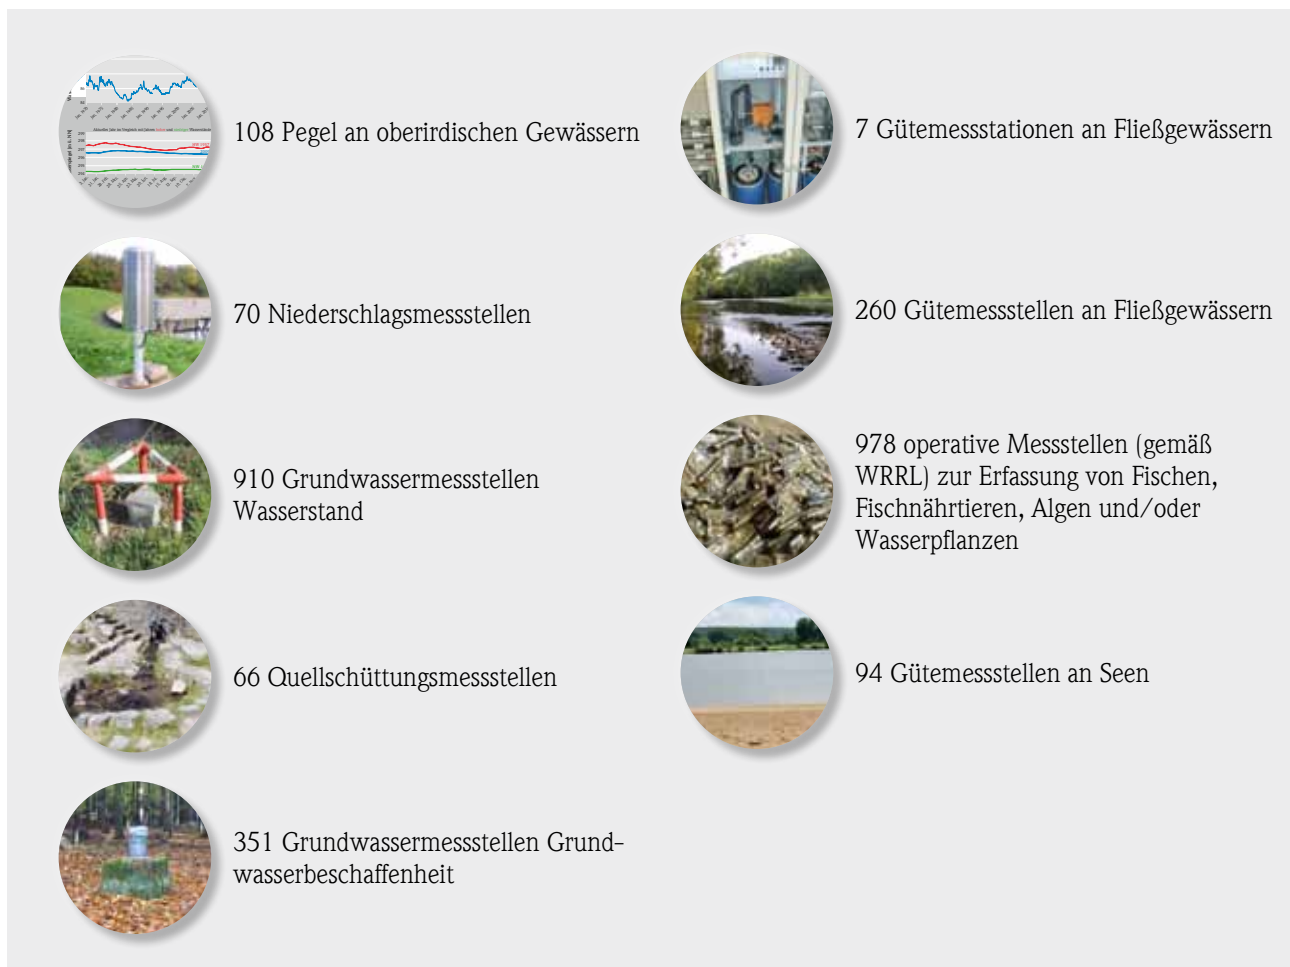 108 Pegel an oberirdischen Gewässern
70 Niederschlagsmessstellen
910 Grundwassermessstellen
Wasserstand
66 Quellschüttungsmessstellen
351 Grundwassermessstellen Grund-
wasserbeschaffenheit
7 Gütemessstationen an Fließgewässern
260 Gütemessstellen an Fließgewässern
978 operative Messstellen (gemäß
WRRL) zur Erfassung von Fischen,
Fischnährtieren, Algen und/oder
Wasserpflanzen
94 Gütemessstellen an Seen